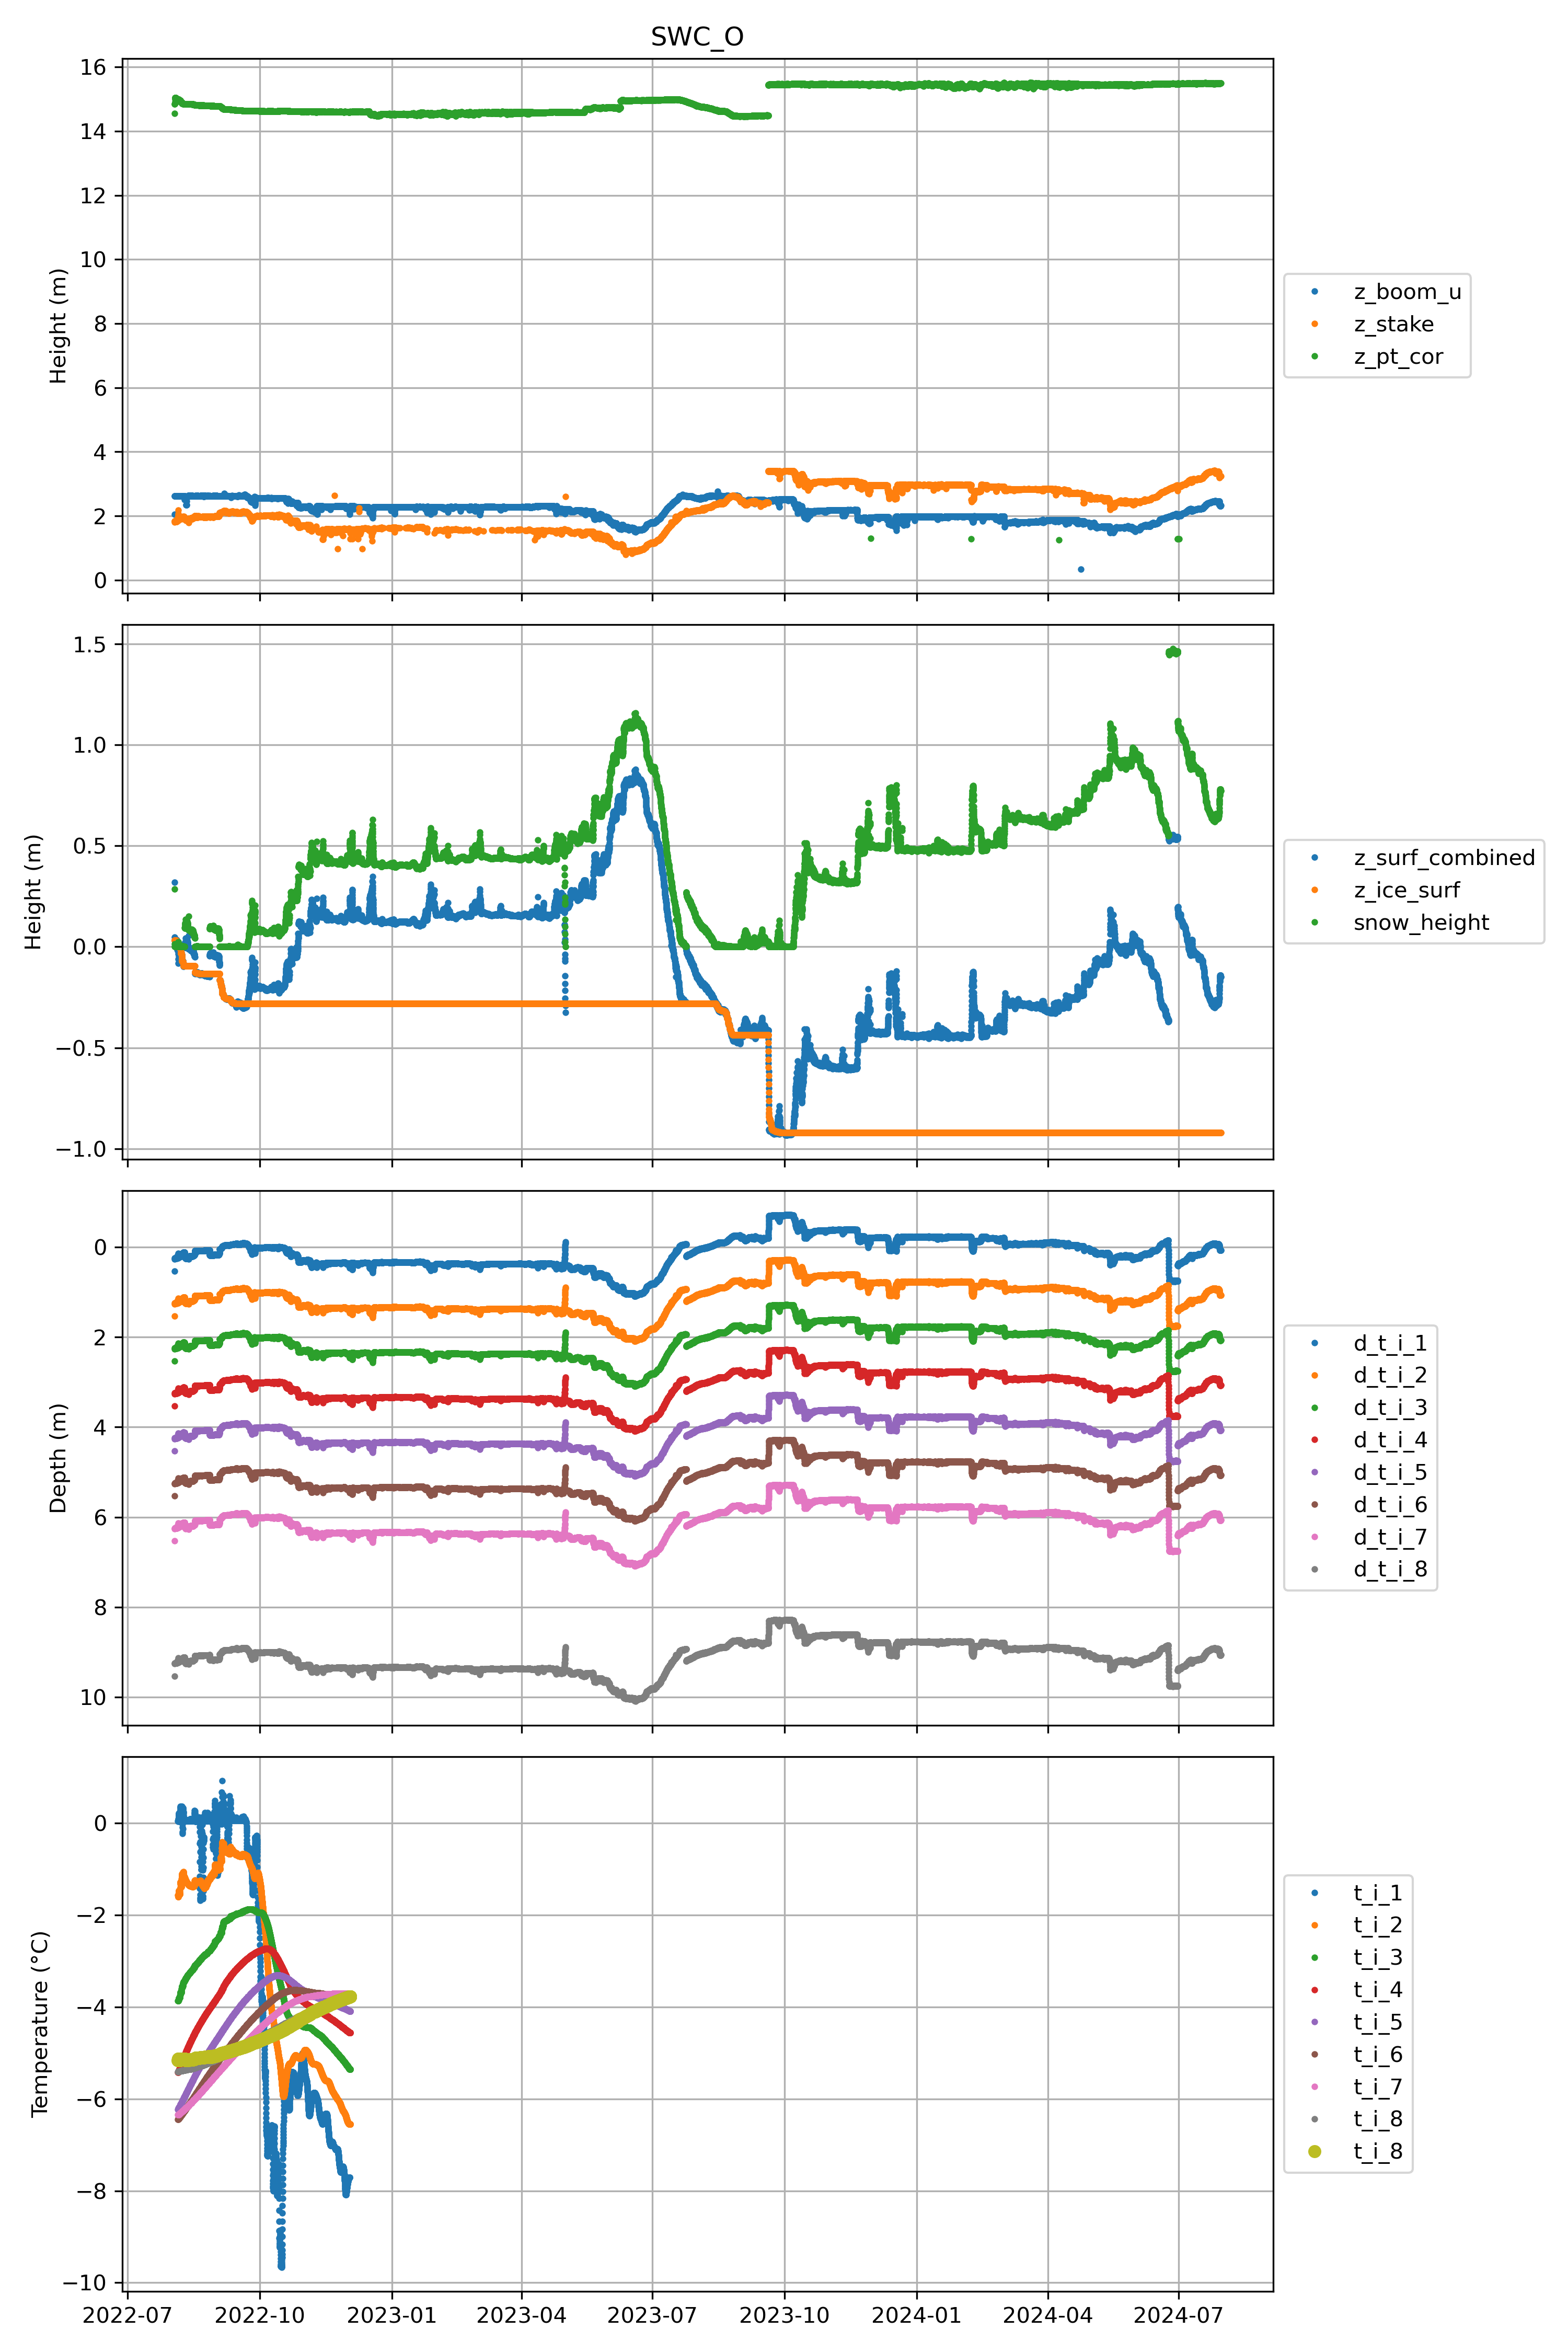 SWC_O
16
14
12
10
8
6
4
2
0
Height (m)
z_boom_u
z_stake
z_pt_cor
1.5
1.0
0.5
0.0
−0.5
−1.0
Height (m)
z_surf_combined
z_ice_surf
snow_height
0
2
4
6
8
10
Depth (m)
d_t_i_1
d_t_i_2
d_t_i_3
d_t_i_4
d_t_i_5
d_t_i_6
d_t_i_7
d_t_i_8
0
−2
−4
−6
−8
−10
Temperature (°C)
t_i_1
t_i_2
t_i_3
t_i_4
t_i_5
t_i_6
t_i_7
t_i_8
t_i_8
2022-07 2022-10 2023-01 2023-04 2023-07 2023-10 2024-01 2024-04 2024-07